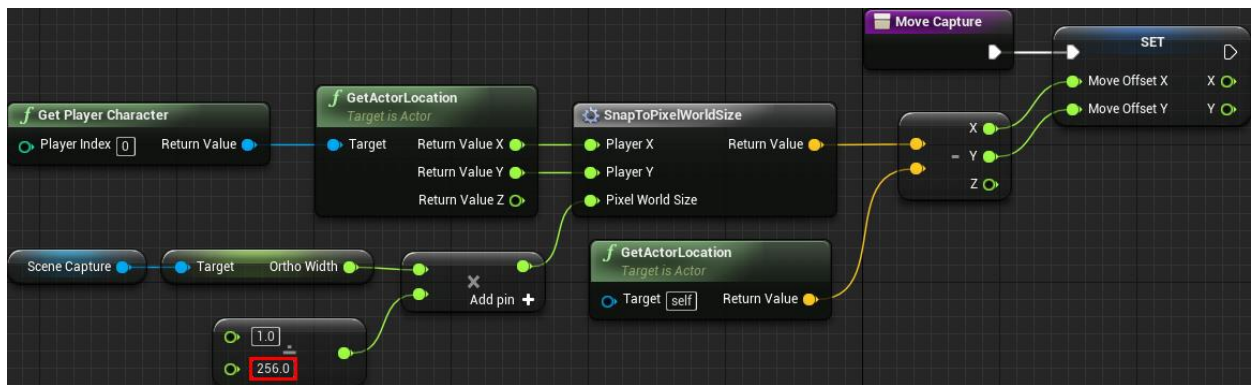 Move Capture
SET
Move Offset X X
Move Offset Y Y
f Get Player Character
Player Index 0 Return Value
f GetActorLocation
Target is Actor
Target Return Value X
Return Value Y
Return Value Z
SnapToPixelWorldSize
Player X Return Value
Player Y
Pixel World Size
- X
Y
Z
Scene Capture
Target Ortho Width
×
Add pin +
f GetActorLocation
Target is Actor
Target self Return Value
1.0
÷
256.0